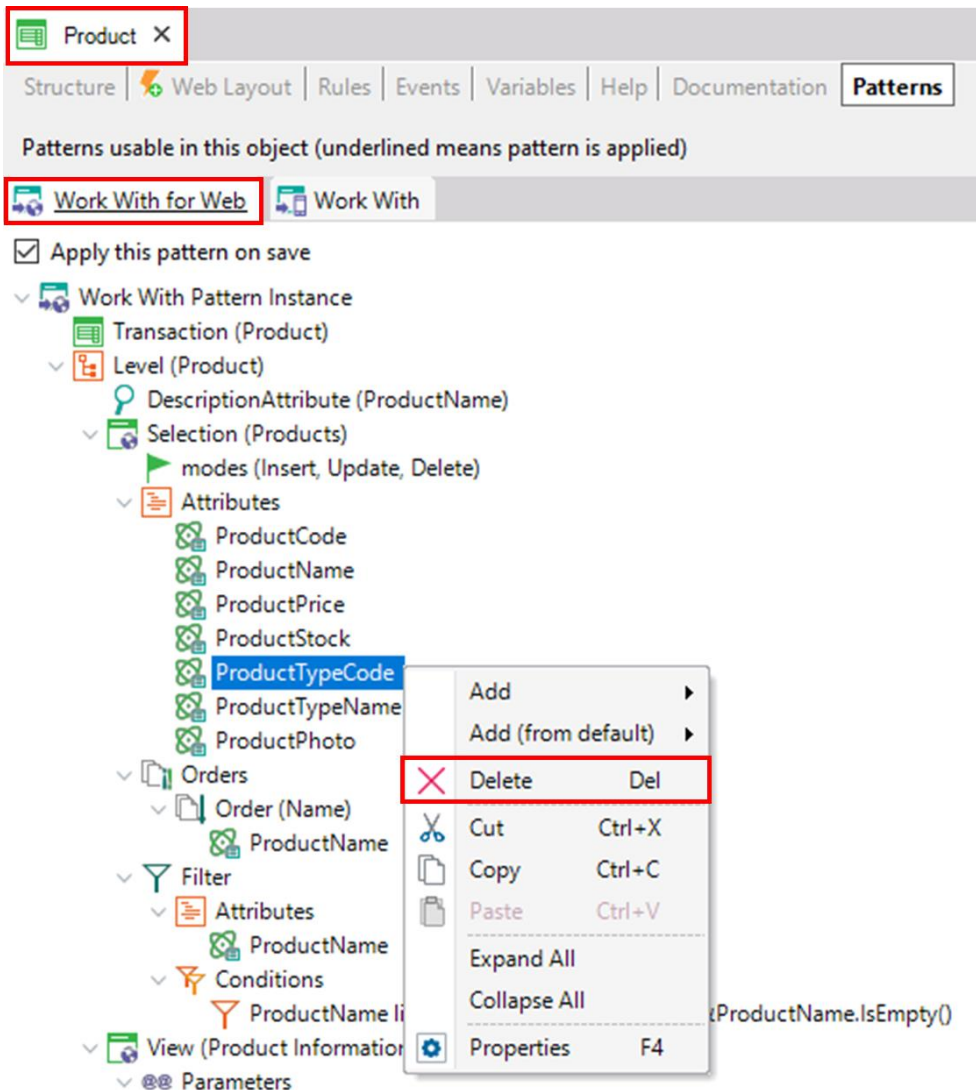 Product ×
Structure Web Layout Rules Events Variables Help Documentation Patterns
Patterns usable in this object (underlined means pattern is applied)
Work With for Web Work With
Apply this pattern on save
Work With Pattern Instance
Transaction (Product)
Level (Product)
DescriptionAttribute (ProductName)
Selection (Products)
modes (Insert, Update, Delete)
Attributes
ProductCode
ProductName
ProductPrice
ProductStock
ProductTypeCode
ProductTypeName
ProductPhoto
Orders
Order (Name)
ProductName
Filter
Attributes
ProductName
Conditions
ProductName li
ProductName.IsEmpty()
View (Product Information
Parameters
Add
Add (from default)
Delete Del
Cut Ctrl+X
Copy Ctrl+C
Paste Ctrl+V
Expand All
Collapse All
Properties F4